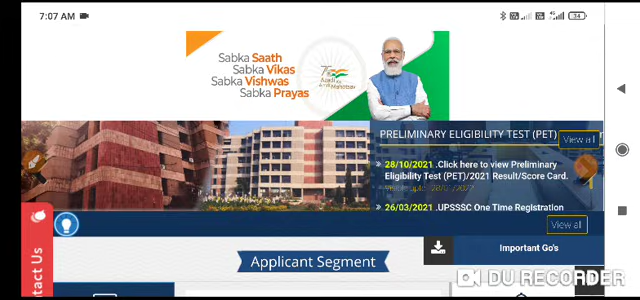 7:07 AM
74
Sabka Saath
Sabka Vikas
Sabka Vishwas
Sabka Prayas
PRELIMINARY ELIGIBILITY TEST (PET)
View all
28/10/2021 .Click here to view Preliminary
Eligibility Test (PET)/2021 Result/Score Card.
26/03/2021 .UPSSSC One Time Registration
View all
Contact Us
Important Go's
Applicant Segment
DU RECORDER